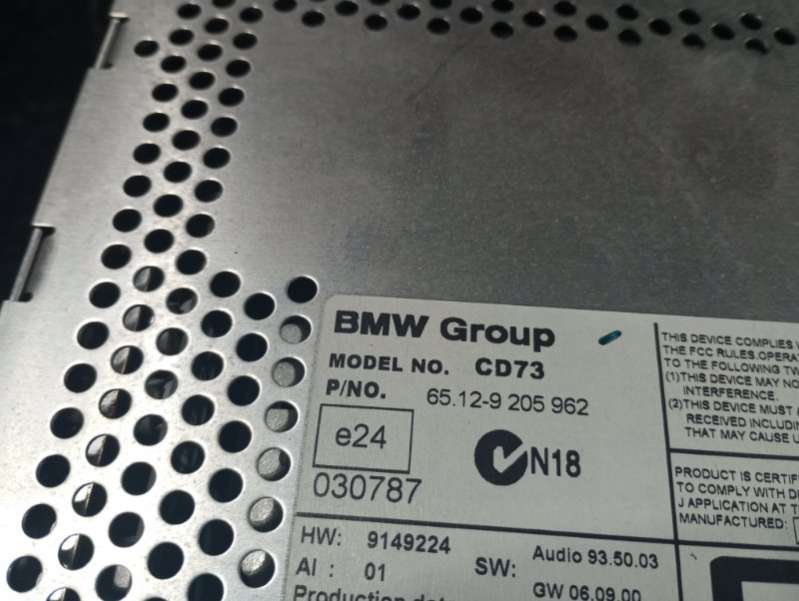 BMW Group
MODEL NO. CD73
P/NO. 65.12-9 205 962
e24
030787
N18
HW: 9149224
AI : 01
SW: Audio 93.50.03
GW 06.09.00
Production
THIS DEVICE COMPLIES
THE FCC RULES.OPERA
TO THE FOLLOWING TW
(1)THIS DEVICE MAY NO
INTERFERENCE.
(2)THIS DEVICE MUST
RECEIVED INCLUDIN
THAT MAY CAUSE U
PRODUCT IS CERTIF
TO COMPLY WITH D
J APPLICATION AT T
MANUFACTURED: